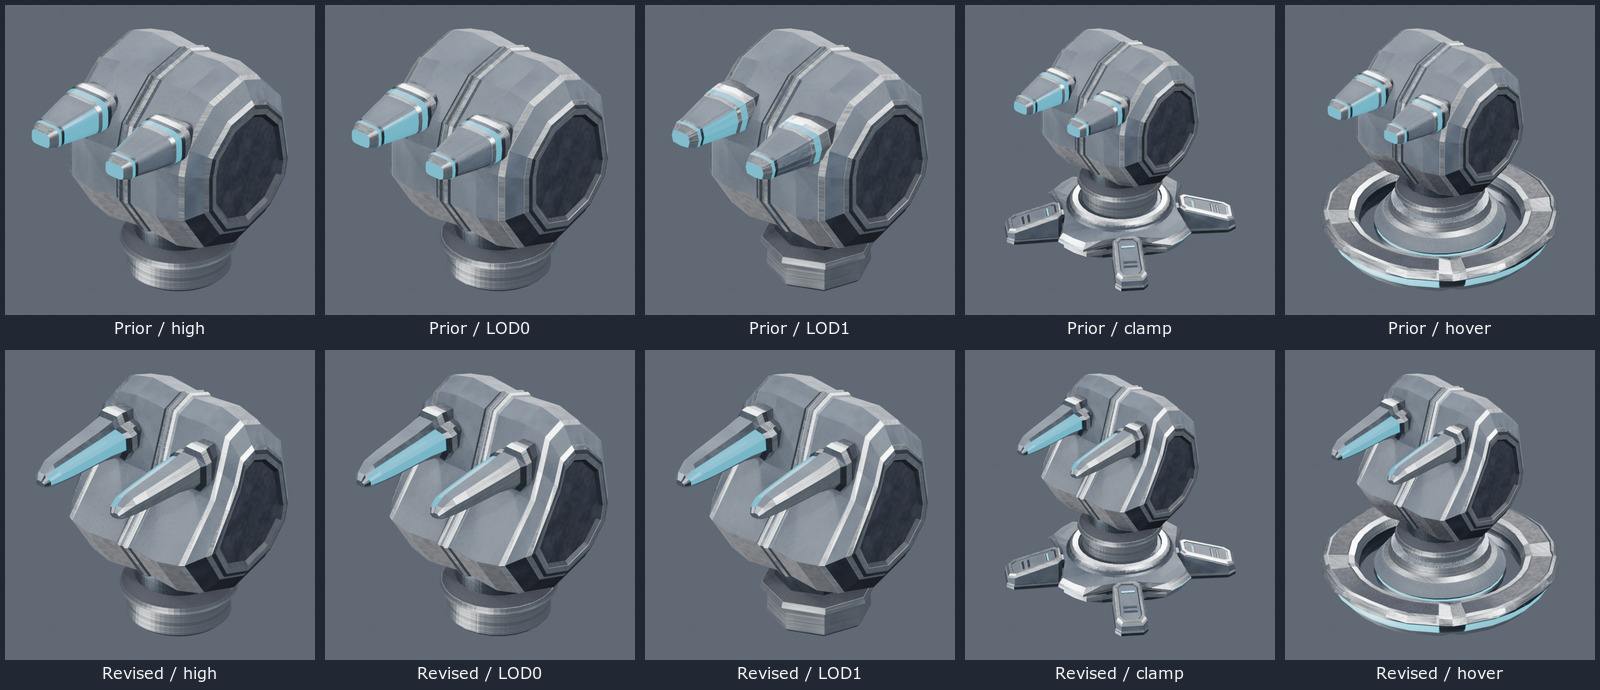 Prior / high
Prior / LOD0
Prior / LOD1
Prior / clamp
Prior / hover
Revised / high
Revised / LOD0
Revised / LOD1
Revised / clamp
Revised / hover